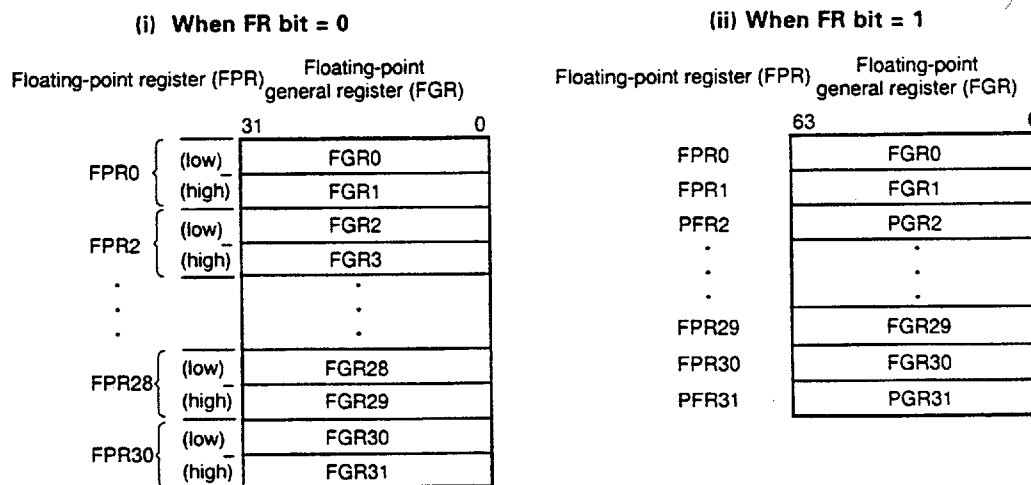 (i) When FR bit = 0
Floating-point register (FPR) Floating-point general register (FGR)
31 0
FPR0 (low) FGR0
(high) FGR1
FPR2 (low) FGR2
(high) FGR3
FPR28 (low) FGR28
(high) FGR29
FPR30 (low) FGR30
(high) FGR31
(ii) When FR bit = 1
Floating-point register (FPR) Floating-point general register (FGR)
63
FPR0 FGR0
FPR1 FGR1
PFR2 PGR2
FPR29 FGR29
FPR30 FGR30
PFR31 PGR31